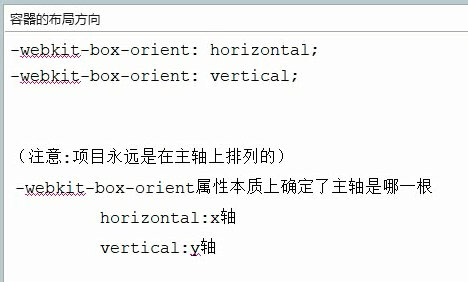 容器的布局方向
-webkit-box-orient: horizontal;
-webkit-box-orient: vertical;
(注意:项目永远是在主轴上排列的)
-webkit-box-orient属性本质上确定了主轴是哪一根
horizontal:x轴
vertical:y轴